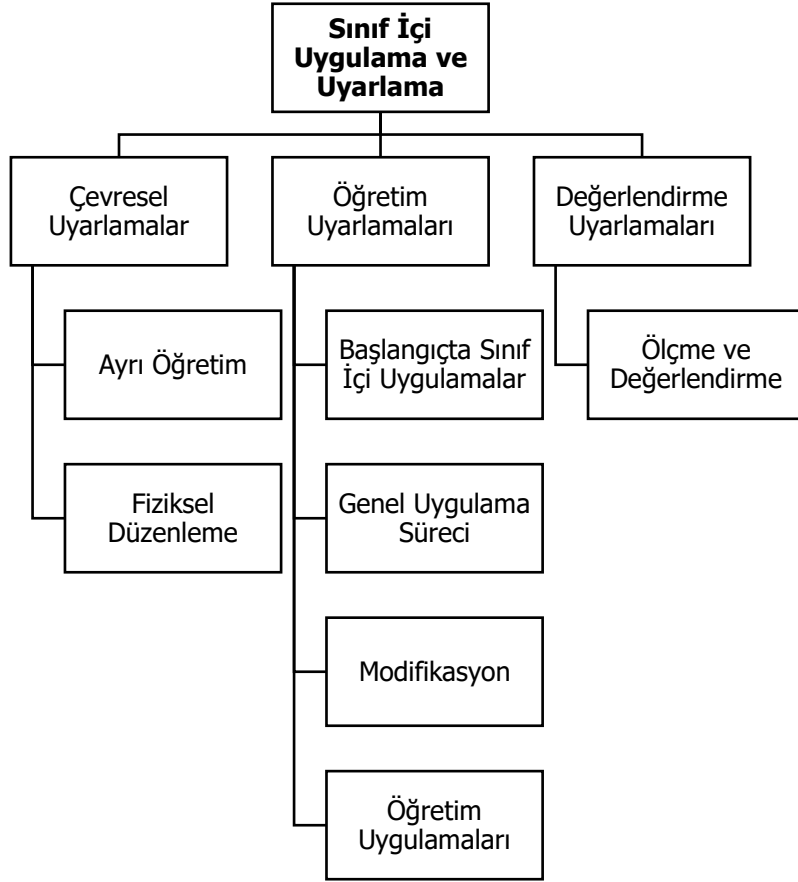 Sınıf İçi
Uygulama ve
Uyarlama
Çevresel
Uyarlamalar
Öğretim
Uyarlamaları
Değerlendirme
Uyarlamaları
Ayrı Öğretim
Başlangıçta Sınıf
İçi Uygulamalar
Ölçme ve
Değerlendirme
Fiziksel
Düzenleme
Genel Uygulama
Süreci
Modifikasyon
Öğretim
Uygulamaları